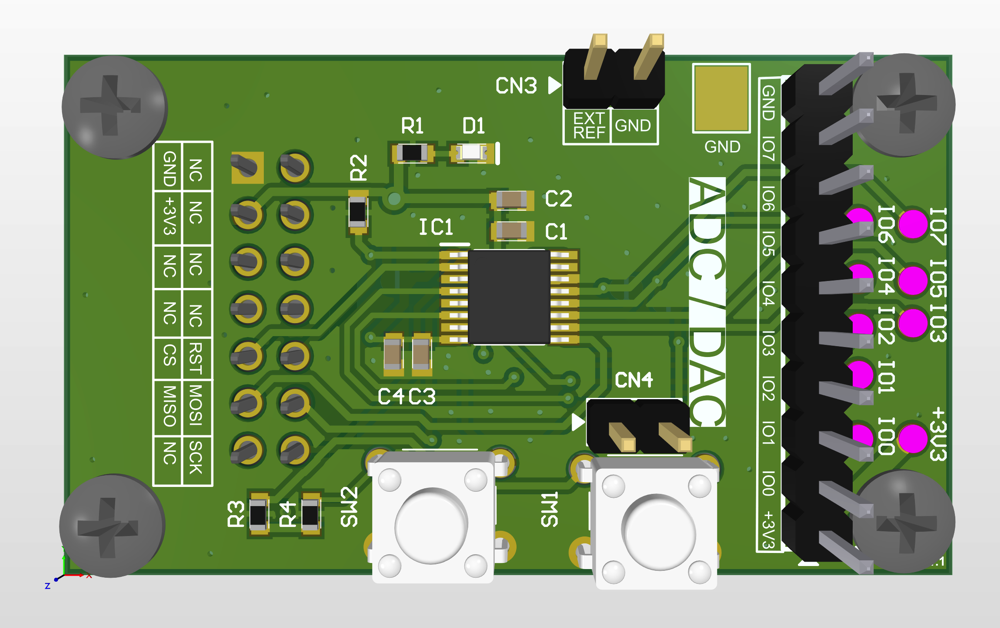 CN3
EXT REF
GND
GND
R1
D1
R2
C2
C1
IC1
GND NC
+3V3 NC
NC NC
NC NC
CS RST
MISO MOSI
NC SCK
C4 C3
CN4
R3
R4
SW2
SW1
ADC / DAC
GND
IO7
IO6
IO5
IO4
IO3
IO2
IO1
IO0
+3V3
IO6 IO7
IO4 IO5
IO2 IO3
IO1
IO0 +3V3
z
x